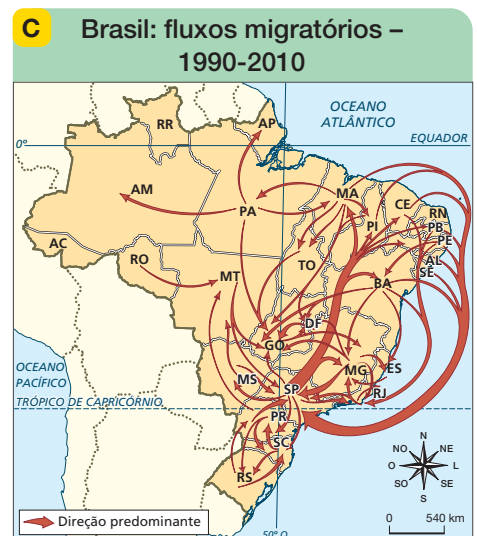 C
Brasil: fluxos migratórios –
1990-2010
OCEANO
ATLÂNTICO
EQUADOR
0º
RR
AP
AM
PA
MA
CE
RN
PB
PE
PI
AL
SE
AC
RO
TO
BA
MT
DF
GO
MG
ES
MS
SP
RJ
OCEANO
PACÍFICO
TRÓPICO DE CAPRICÓRNIO
PR
SC
RS
N
NO
NE
O
L
SO
SE
S
Direção predominante
0
540 km
50º O